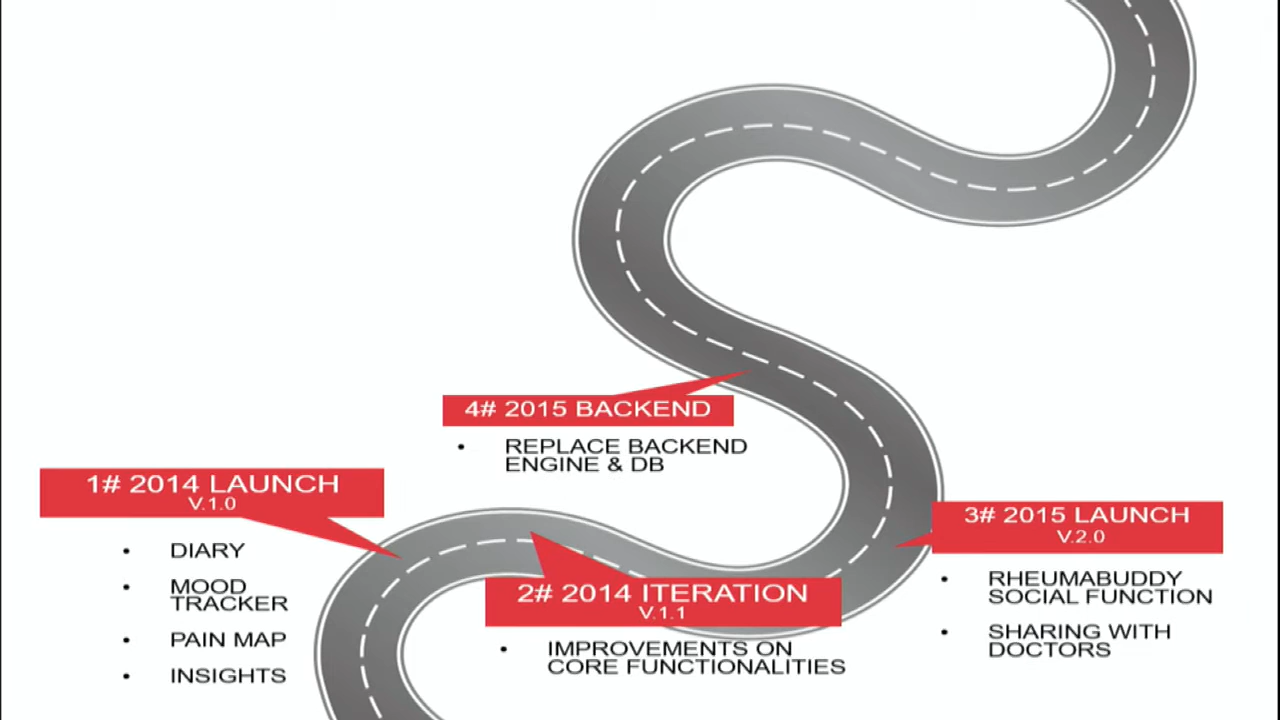 4# 2015 BACKEND
• REPLACE BACKEND
ENGINE & DB
1# 2014 LAUNCH
V.1.0
• DIARY
• MOOD
TRACKER
• PAIN MAP
• INSIGHTS
2# 2014 ITERATION
V.1.1
• IMPROVEMENTS ON
CORE FUNCTIONALITIES
3# 2015 LAUNCH
V.2.0
• RHEUMABUDDY
SOCIAL FUNCTION
• SHARING WITH
DOCTORS